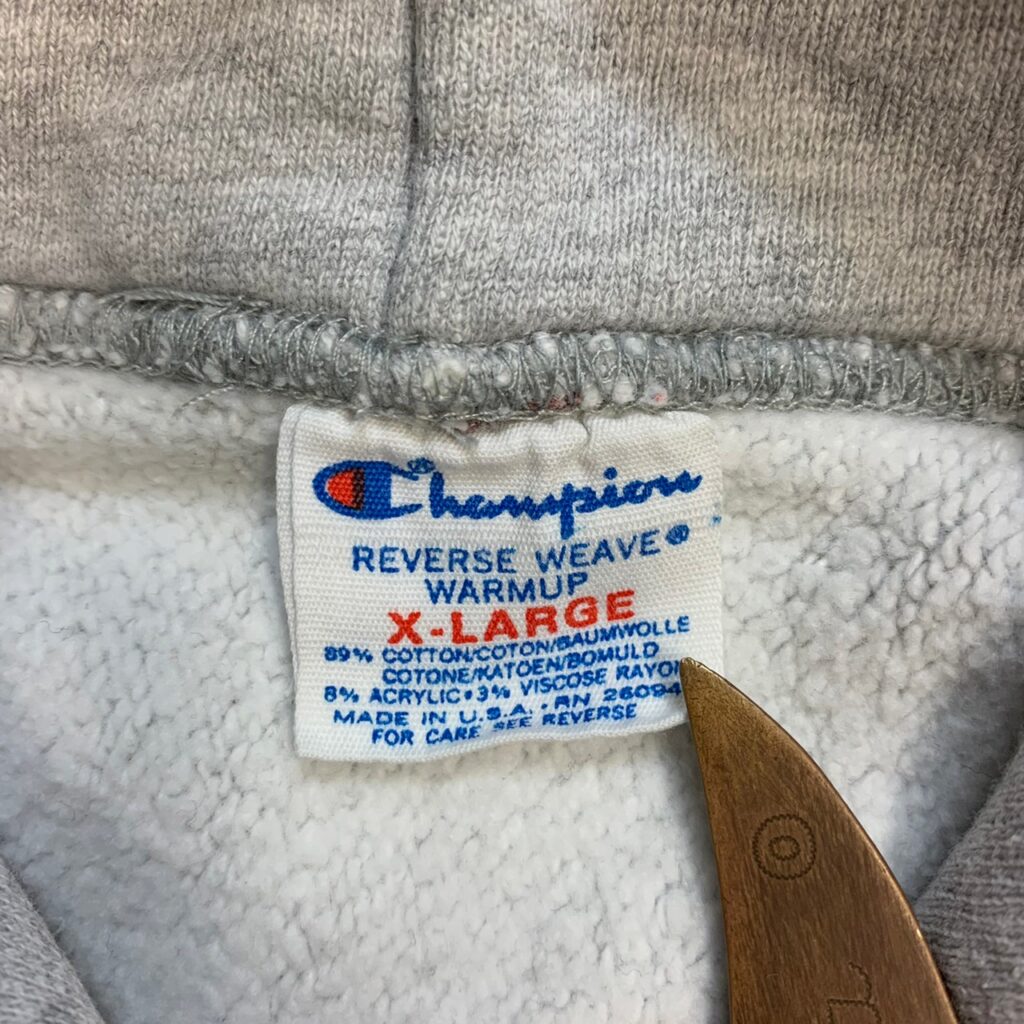 Champion®
REVERSE WEAVE®
WARMUP
X-LARGE
89% COTTON/COTON/BAUMWOLLE
COTONE/KATOEN/BOMULD
8% ACRYLIC•3% VISCOSE RAYON
MADE IN U.S.A. • RN 26094
FOR CARE SEE REVERSE